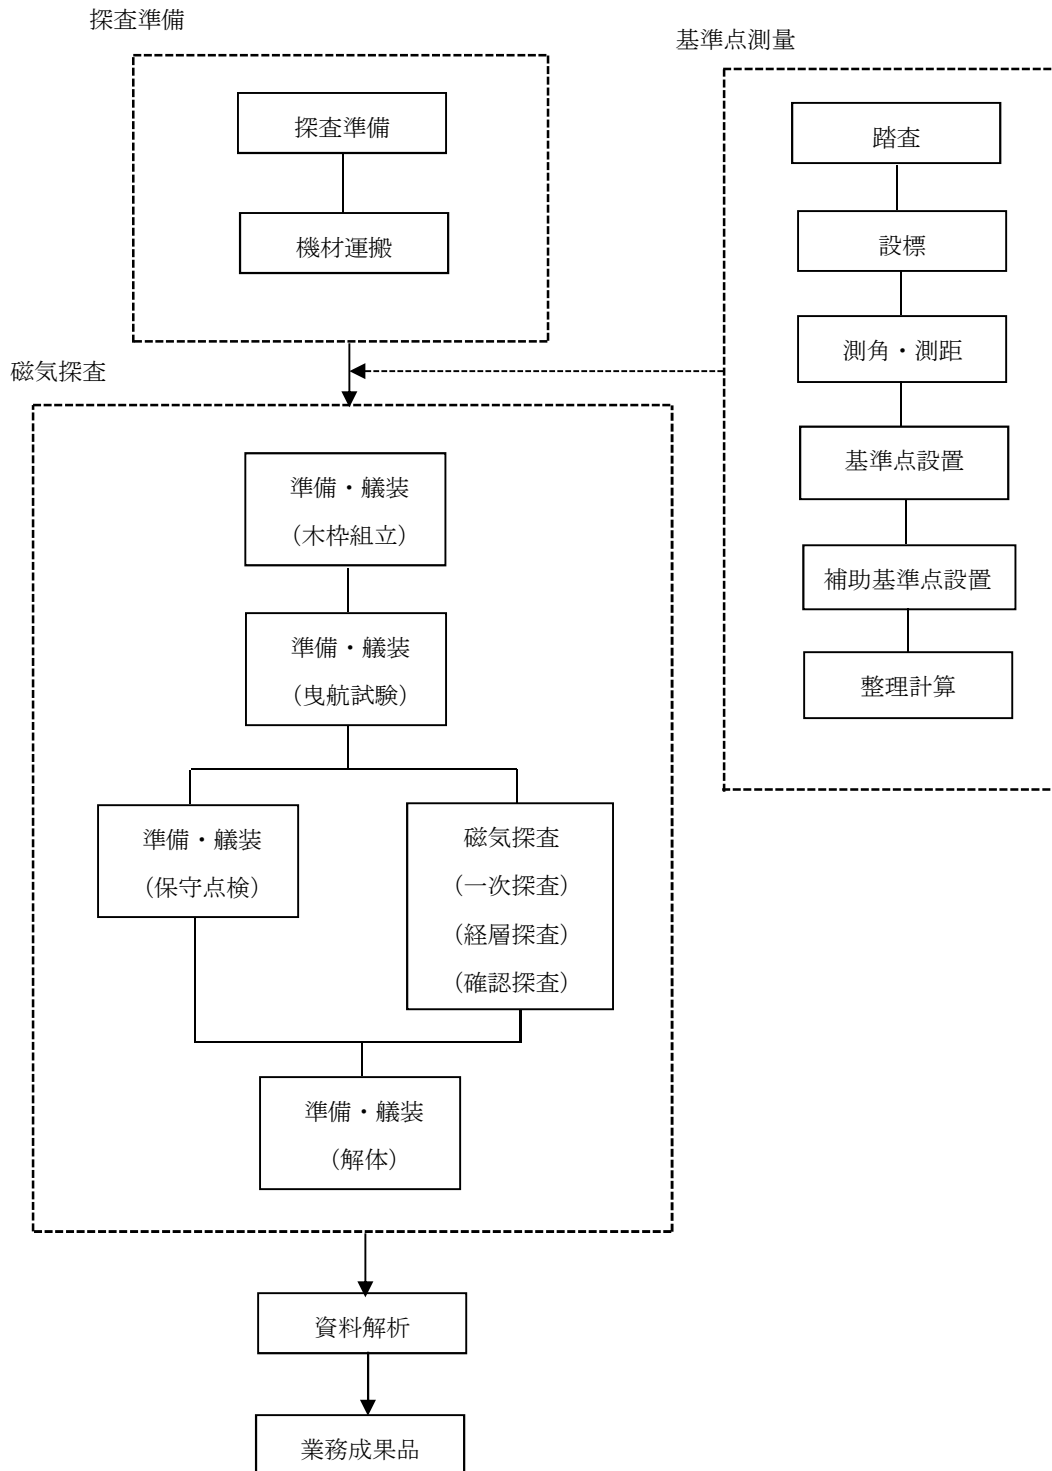 探査準備
探査準備
機材運搬
基準点測量
踏査
設標
測角・測距
基準点設置
補助基準点設置
整理計算
磁気探査
準備・艤装
（木枠組立）
準備・艤装
（曳航試験）
準備・艤装
（保守点検）
磁気探査
（一次探査）
（経層探査）
（確認探査）
準備・艤装
（解体）
資料解析
業務成果品